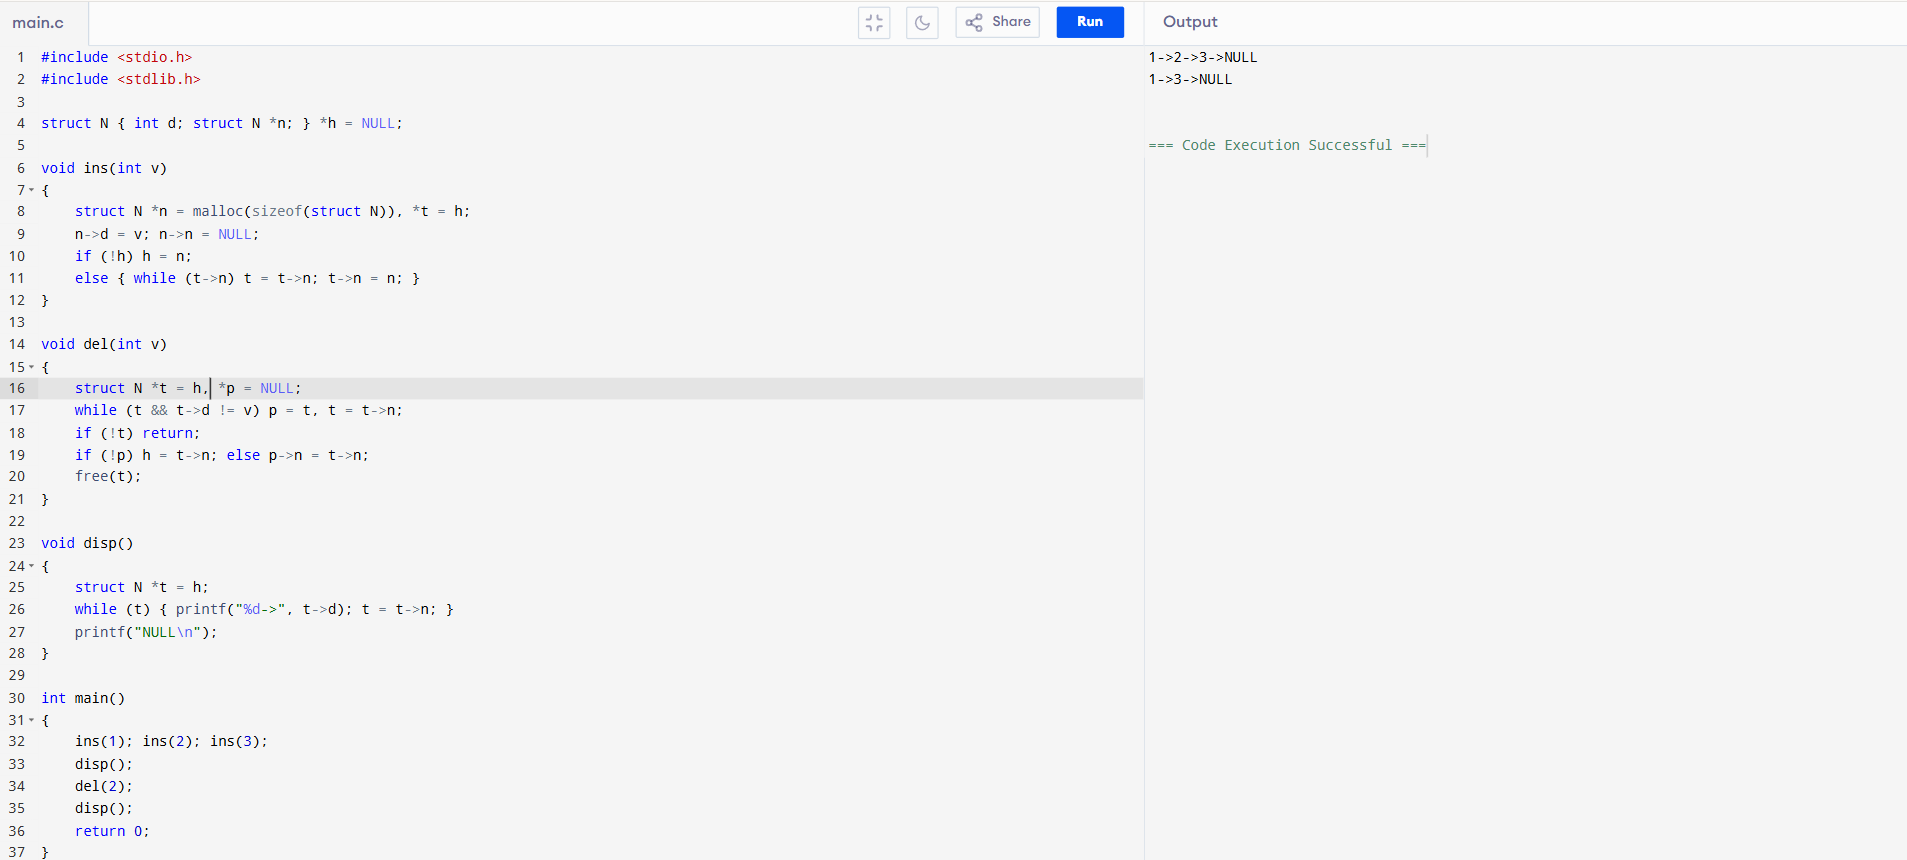 main.c Share Run Output
1 #include <stdio.h>
2 #include <stdlib.h>
3
4 struct N { int d; struct N *n; } *h = NULL;
5
6 void ins(int v)
7 {
8     struct N *n = malloc(sizeof(struct N)), *t = h;
9     n->d = v; n->n = NULL;
10     if (!h) h = n;
11     else { while (t->n) t = t->n; t->n = n; }
12 }
13
14 void del(int v)
15 {
16     struct N *t = h, *p = NULL;
17     while (t && t->d != v) p = t, t = t->n;
18     if (!t) return;
19     if (!p) h = t->n; else p->n = t->n;
20     free(t);
21 }
22
23 void disp()
24 {
25     struct N *t = h;
26     while (t) { printf("%d->", t->d); t = t->n; }
27     printf("NULL\n");
28 }
29
30 int main()
31 {
32     ins(1); ins(2); ins(3);
33     disp();
34     del(2);
35     disp();
36     return 0;
37 }
1->2->3->NULL
1->3->NULL
=== Code Execution Successful ===